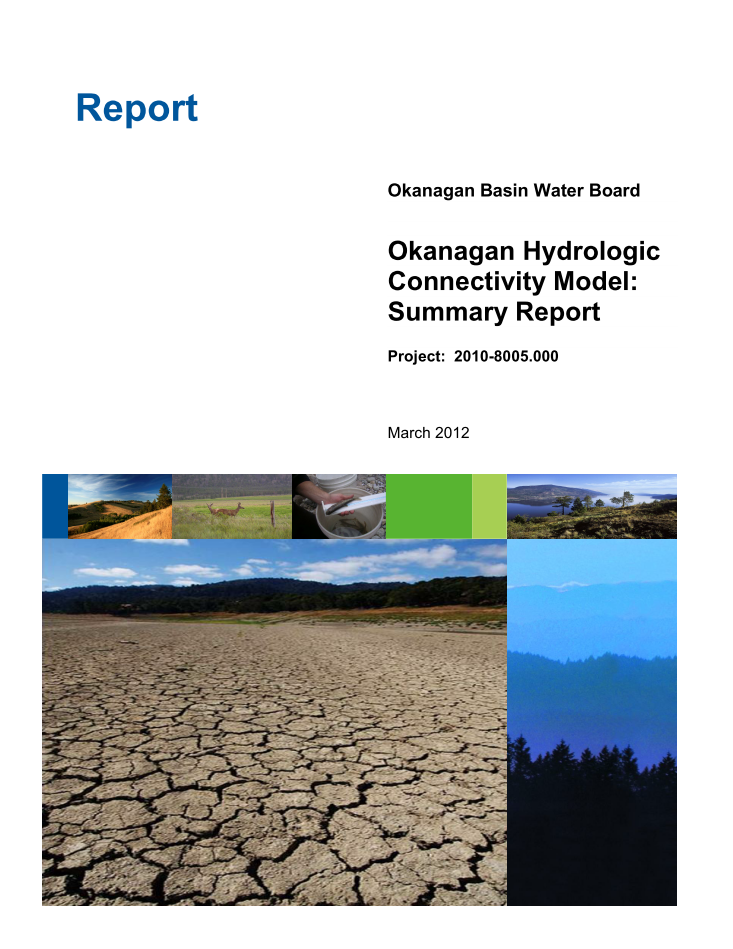 Report
Okanagan Basin Water Board
Okanagan Hydrologic
Connectivity Model:
Summary Report
Project:  2010-8005.000
March 2012